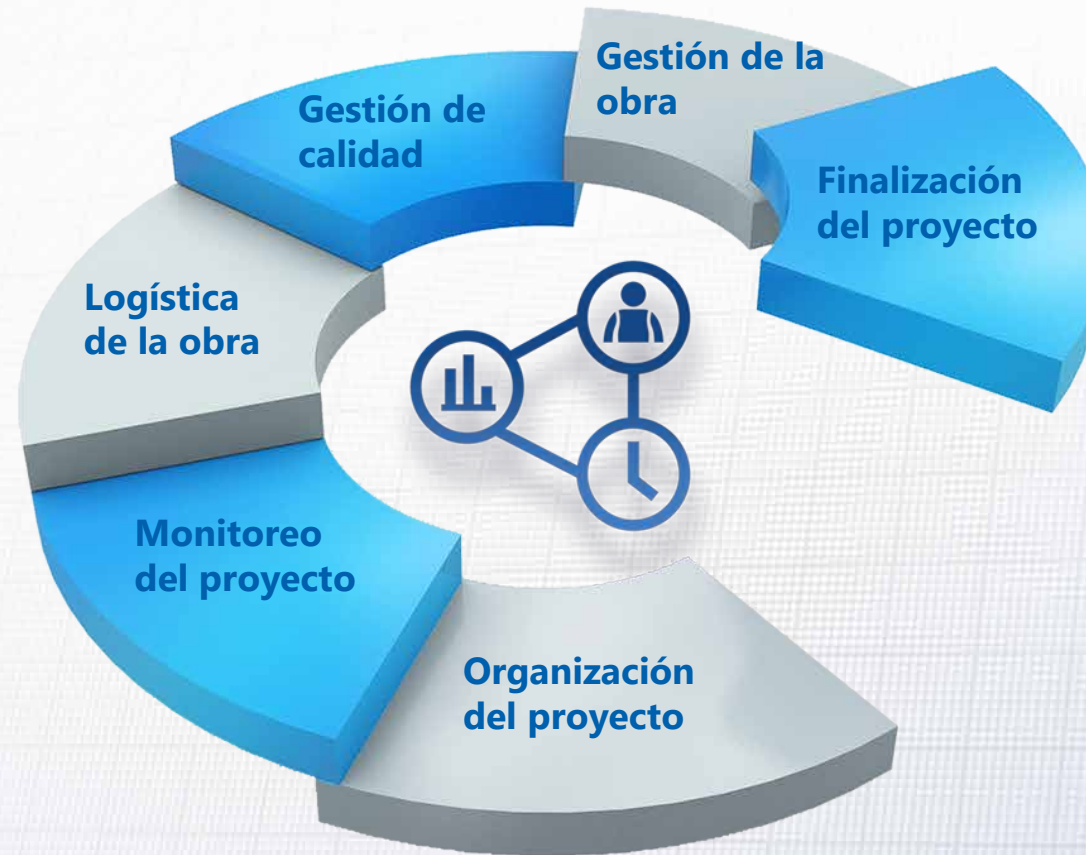 Gestión de la
obra
Gestión de
calidad
Finalización
del proyecto
Logística
de la obra
Monitoreo
del proyecto
Organización
del proyecto